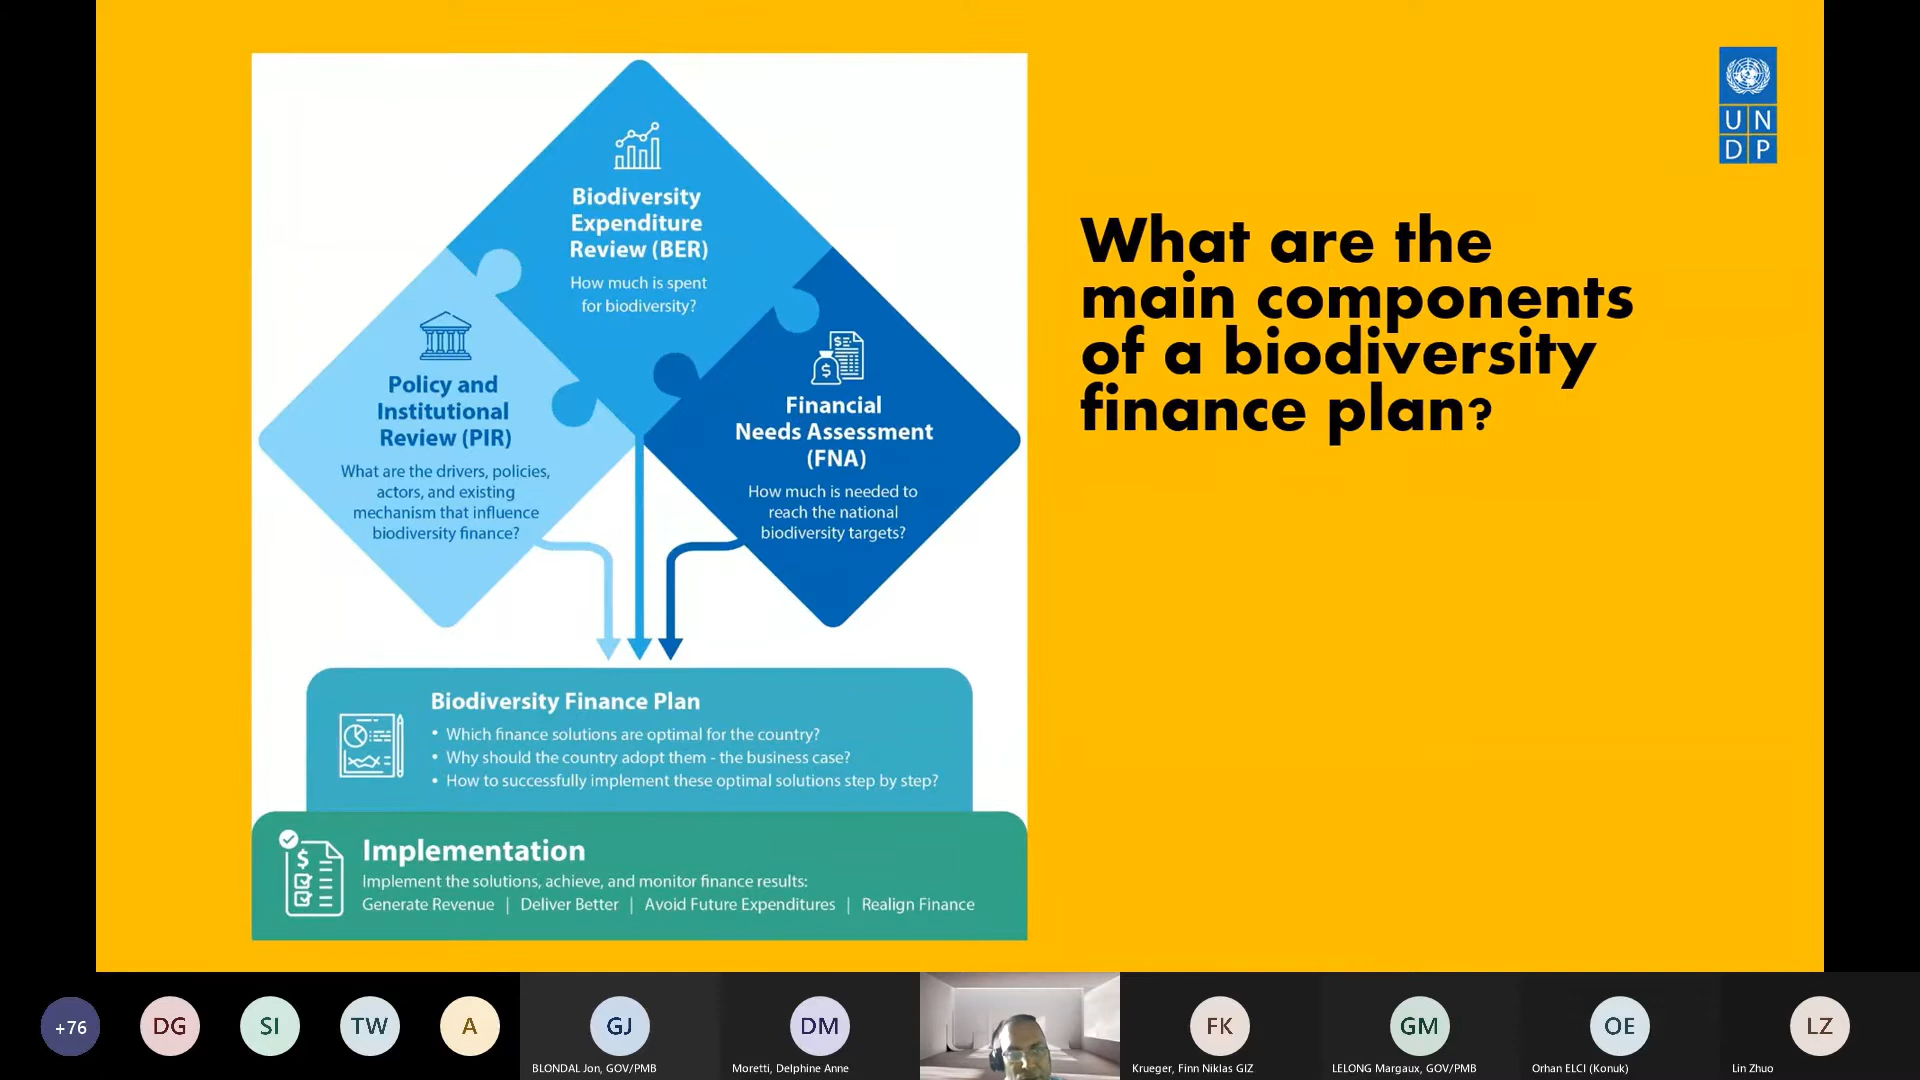 Biodiversity
Expenditure
Review (BER)
How much is spent
for biodiversity?
Policy and
Institutional
Review (PIR)
What are the drivers, policies,
actors, and existing
mechanism that influence
biodiversity finance?
Financial
Needs Assessment
(FNA)
How much is needed to
reach the national
biodiversity targets?
Biodiversity Finance Plan
• Which finance solutions are optimal for the country?
• Why should the country adopt them - the business case?
• How to successfully implement these optimal solutions step by step?
Implementation
Implement the solutions, achieve, and monitor finance results:
Generate Revenue | Deliver Better | Avoid Future Expenditures | Realign Finance
What are the
main components
of a biodiversity
finance plan?
U N
D P
+76
DG
SI
TW
A
GJ
BLONDAL Jon, GOV/PMB
DM
Moretti, Delphine Anne
FK
Krueger, Finn Niklas GIZ
GM
LELONG Margaux, GOV/PMB
OE
Orhan ELCI (Konuk)
LZ
Lin Zhuo